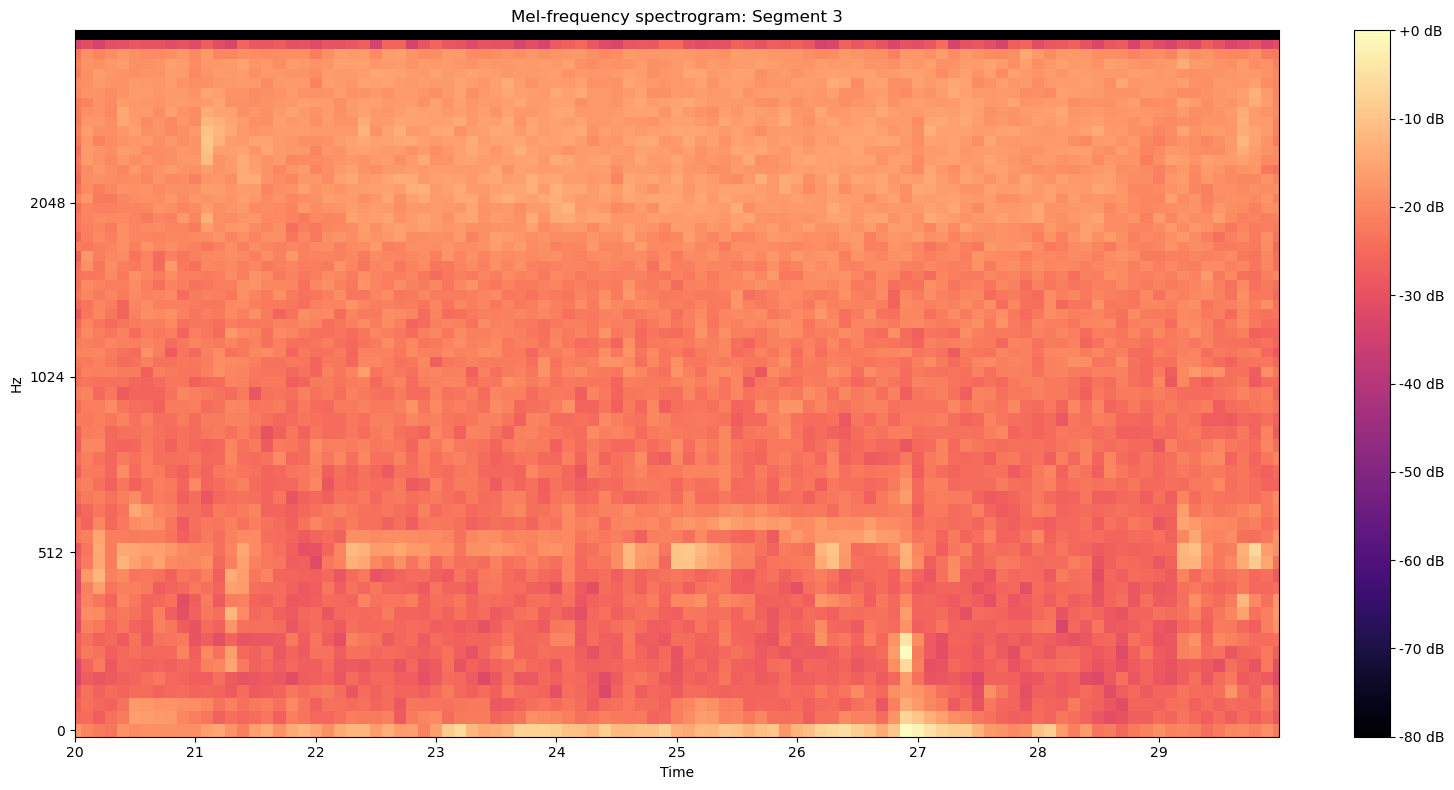 Mel-frequency spectrogram: Segment 3
Hz
2048
1024
512
0
20 21 22 23 24 25 26 27 28 29
Time
+0 dB
-10 dB
-20 dB
-30 dB
-40 dB
-50 dB
-60 dB
-70 dB
-80 dB